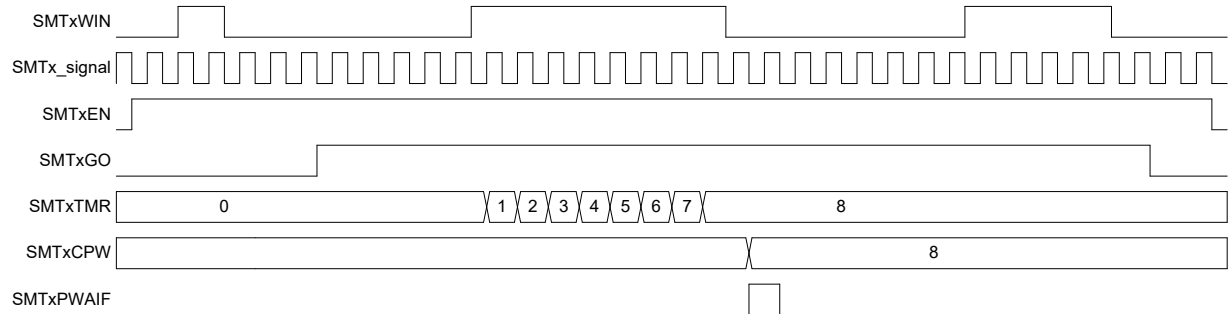 SMTxWIN
SMTx_signal
SMTxEN
SMTxGO
SMTxTMR 0 1 2 3 4 5 6 7 8
SMTxCPW 8
SMTxPWAIF